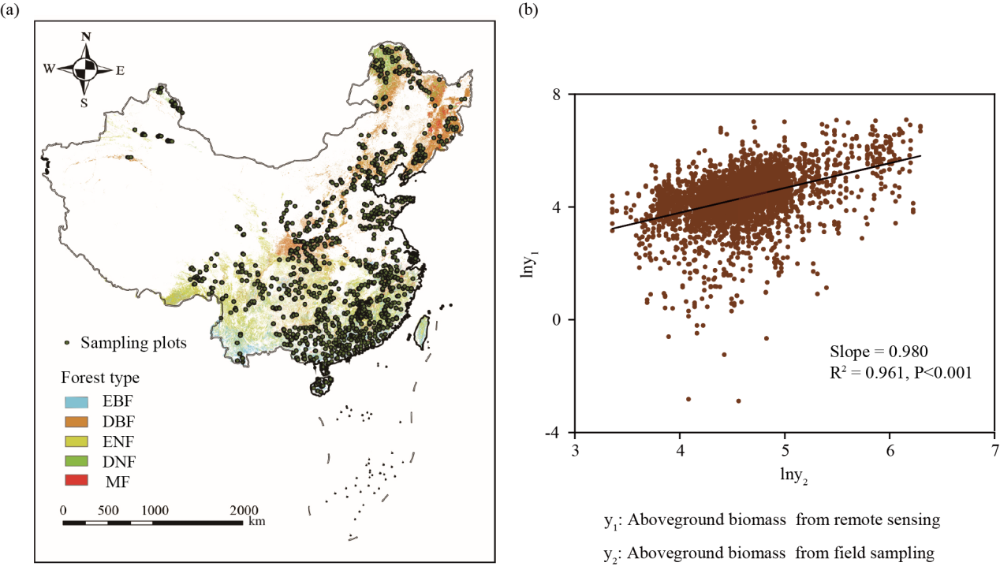 (a)
N
W E
S
Sampling plots
Forest type
EBF
DBF
ENF
DNF
MF
0 500 1000 2000
km
(b)
8
4
0
-4
lny₁
Slope = 0.980
R² = 0.961, P<0.001
3 4 5 6 7
lny₂
y₁: Aboveground biomass from remote sensing
y₂: Aboveground biomass from field sampling